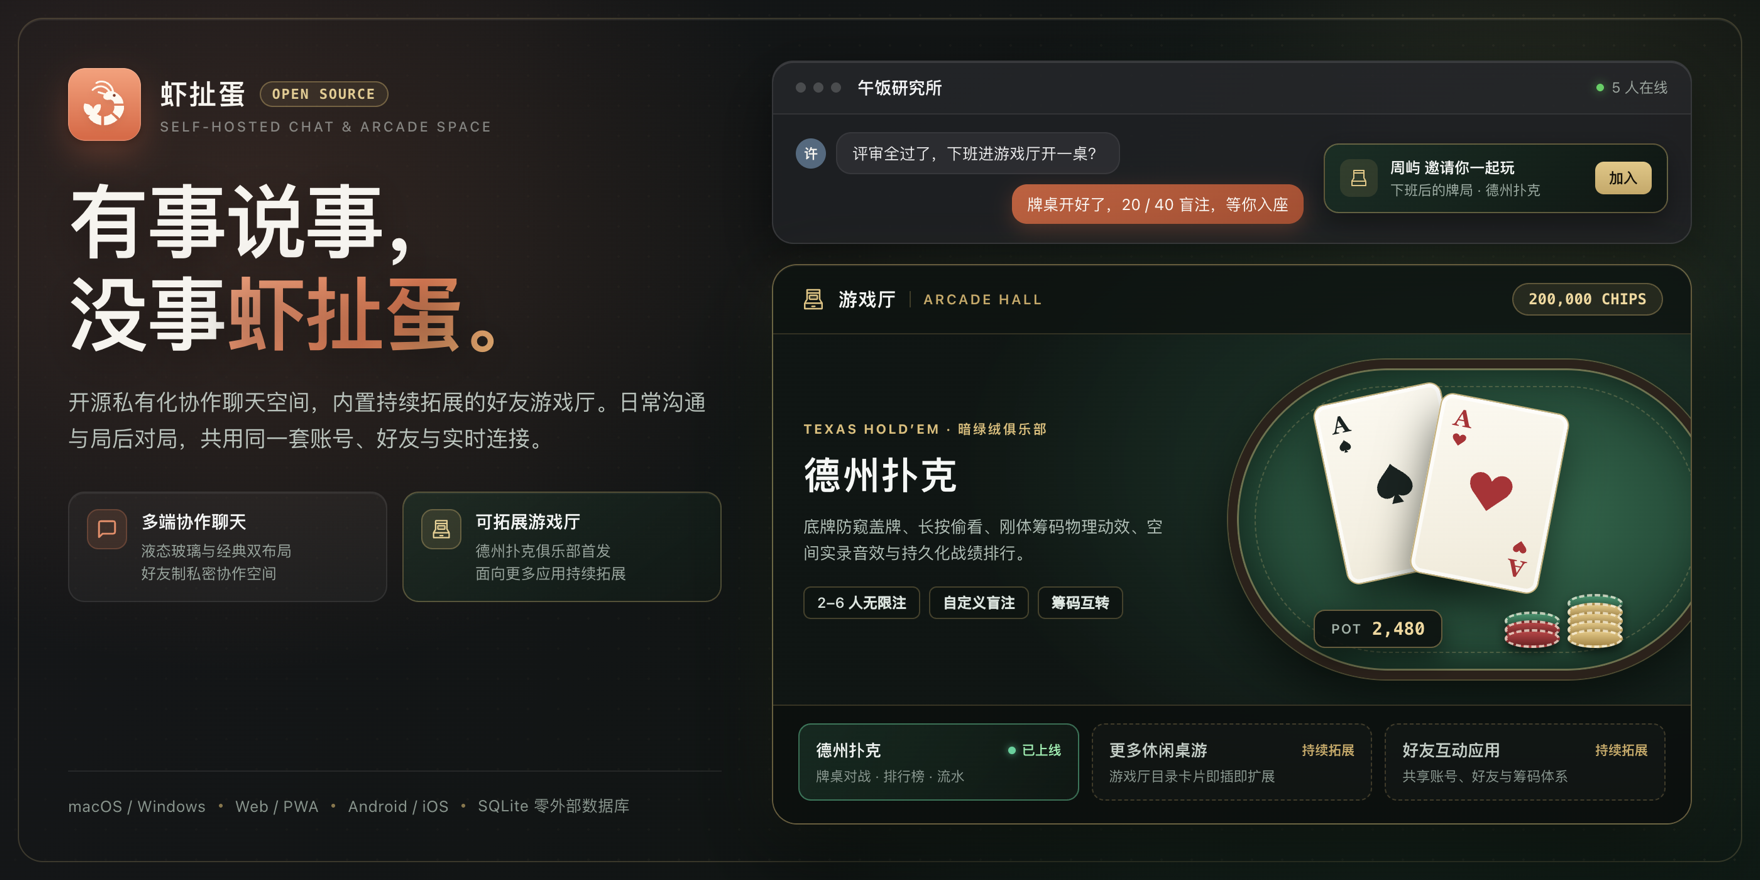 虾扯蛋 OPEN SOURCE
SELF-HOSTED CHAT & ARCADE SPACE
有事说事，
没事虾扯蛋。
开源私有化协作聊天空间，内置持续拓展的好友游戏厅。日常沟通
与局后对局，共用同一套账号、好友与实时连接。
多端协作聊天
液态玻璃与经典双布局
好友制私密协作空间
可拓展游戏厅
德州扑克俱乐部首发
面向更多应用持续拓展
macOS / Windows • Web / PWA • Android / iOS • SQLite 零外部数据库
午饭研究所
5 人在线
许
评审全过了，下班进游戏厅开一桌？
牌桌开好了，20 / 40 盲注，等你入座
周屿 邀请你一起玩
下班后的牌局 · 德州扑克
加入
游戏厅 ARCADE HALL
200,000 CHIPS
TEXAS HOLD’EM · 暗绿绒俱乐部
德州扑克
底牌防窥盖牌、长按偷看、刚体筹码物理动效、空
间实录音效与持久化战绩排行。
2–6 人无限注
自定义盲注
筹码互转
A
A
A
POT 2,480
德州扑克
已上线
牌桌对战 · 排行榜 · 流水
更多休闲桌游
持续拓展
游戏厅目录卡片即插即扩展
好友互动应用
持续拓展
共享账号、好友与筹码体系